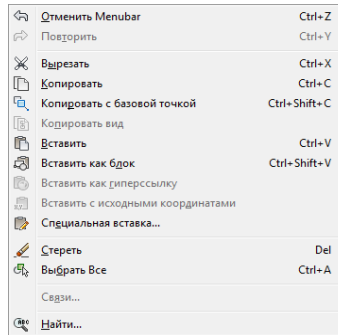 Отменить Menubar Ctrl+Z
Повторить Ctrl+Y
Вырезать Ctrl+X
Копировать Ctrl+C
Копировать с базовой точкой Ctrl+Shift+C
Копировать вид
Вставить Ctrl+V
Вставить как блок Ctrl+Shift+V
Вставить как гиперссылку
Вставить с исходными координатами
Специальная вставка...
Стереть Del
Выбрать Все Ctrl+A
Связи...
Найти...